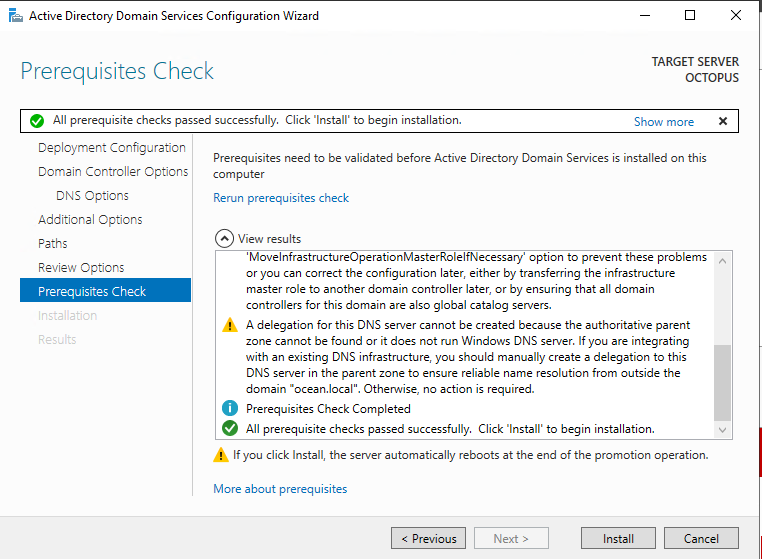 Active Directory Domain Services Configuration Wizard
Prerequisites Check
TARGET SERVER
OCTOPUS
All prerequisite checks passed successfully.  Click 'Install' to begin installation.
Show more
Deployment Configuration
Domain Controller Options
DNS Options
Additional Options
Paths
Review Options
Prerequisites Check
Installation
Results
Prerequisites need to be validated before Active Directory Domain Services is installed on this
computer
Rerun prerequisites check
View results
'MoveInfrastructureOperationMasterRoleIfNecessary' option to prevent these problems
or you can correct the configuration later, either by transferring the infrastructure
master role to another domain controller later, or by ensuring that all domain
controllers for this domain are also global catalog servers.
A delegation for this DNS server cannot be created because the authoritative parent
zone cannot be found or it does not run Windows DNS server. If you are integrating
with an existing DNS infrastructure, you should manually create a delegation to this
DNS server in the parent zone to ensure reliable name resolution from outside the
domain "ocean.local". Otherwise, no action is required.
Prerequisites Check Completed
All prerequisite checks passed successfully.  Click 'Install' to begin installation.
If you click Install, the server automatically reboots at the end of the promotion operation.
More about prerequisites
< Previous
Next >
Install
Cancel